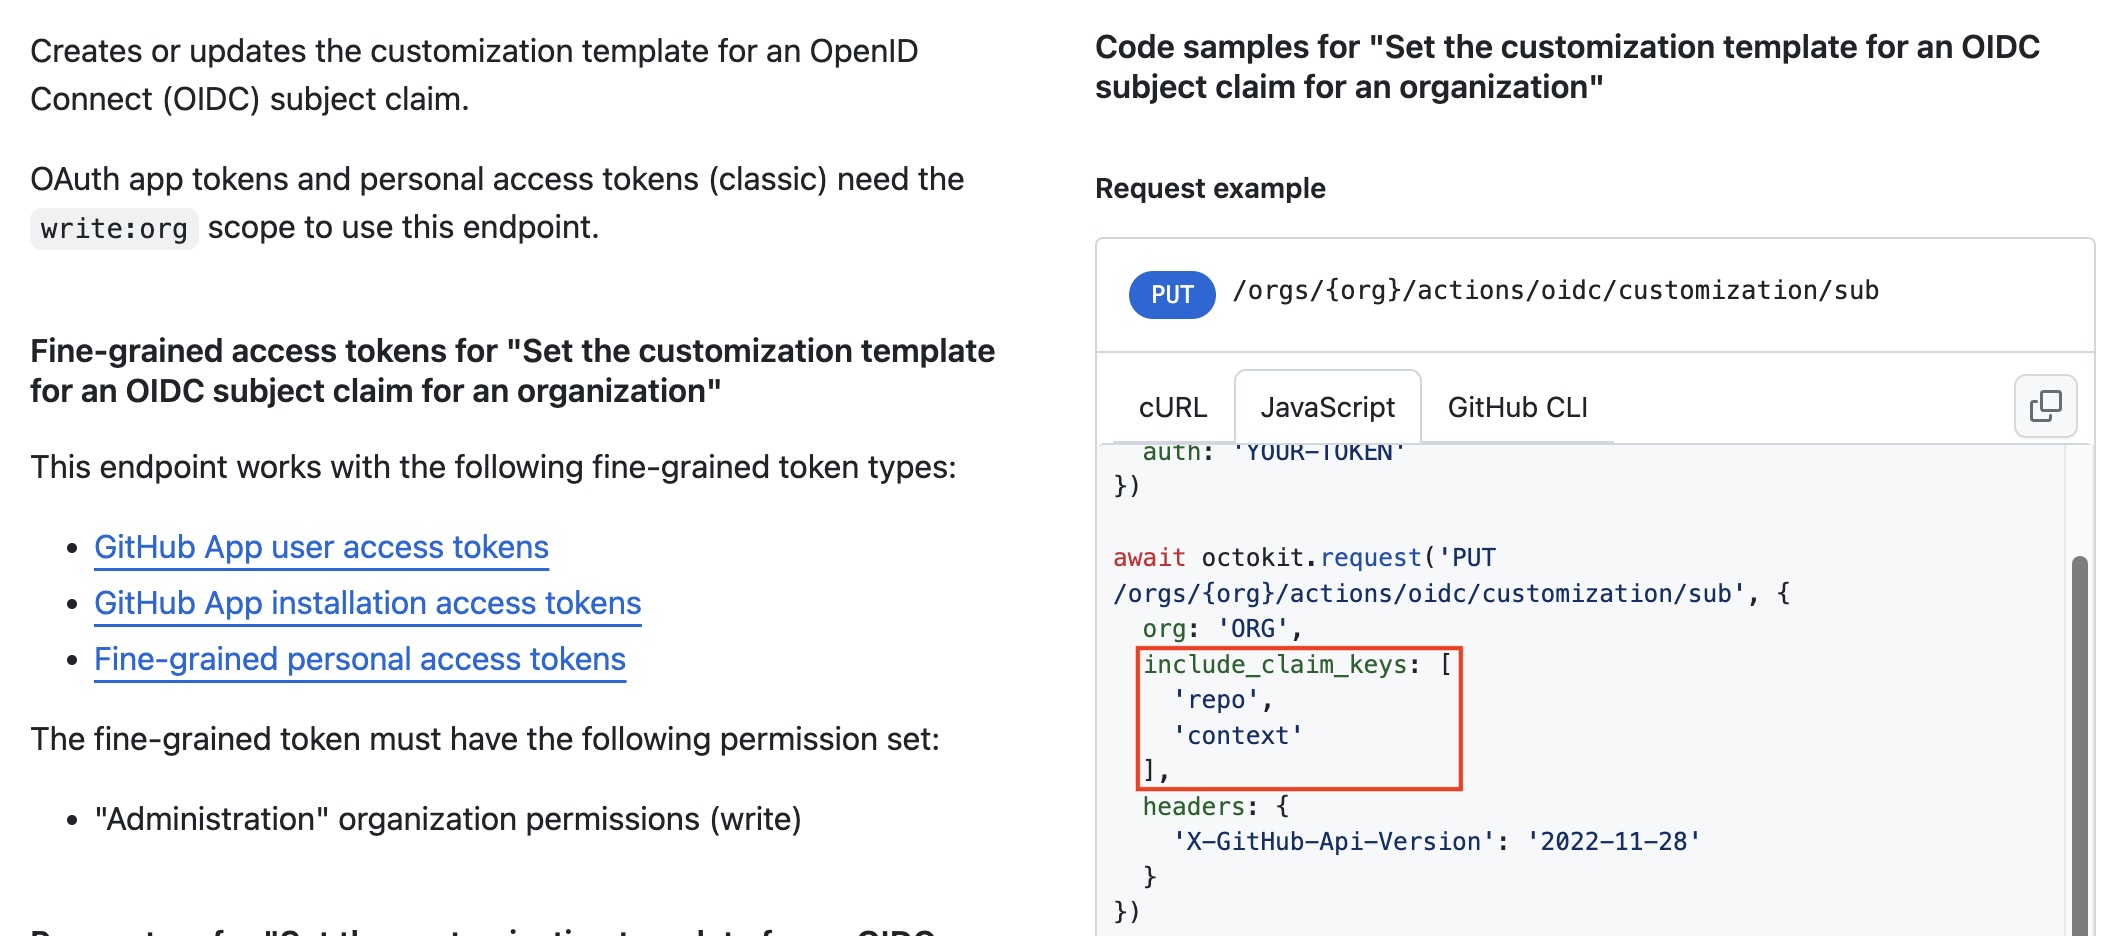 Creates or updates the customization template for an OpenID
Connect (OIDC) subject claim.
OAuth app tokens and personal access tokens (classic) need the
write:org scope to use this endpoint.
Fine-grained access tokens for "Set the customization template
for an OIDC subject claim for an organization"
This endpoint works with the following fine-grained token types:
• GitHub App user access tokens
• GitHub App installation access tokens
• Fine-grained personal access tokens
The fine-grained token must have the following permission set:
• "Administration" organization permissions (write)
Code samples for "Set the customization template for an OIDC
subject claim for an organization"
Request example
PUT /orgs/{org}/actions/oidc/customization/sub
cURL JavaScript GitHub CLI
auth: 'YOUR-TOKEN'
})
await octokit.request('PUT
/orgs/{org}/actions/oidc/customization/sub', {
org: 'ORG',
include_claim_keys: [
'repo',
'context'
],
headers: {
'X-GitHub-Api-Version': '2022-11-28'
}
})